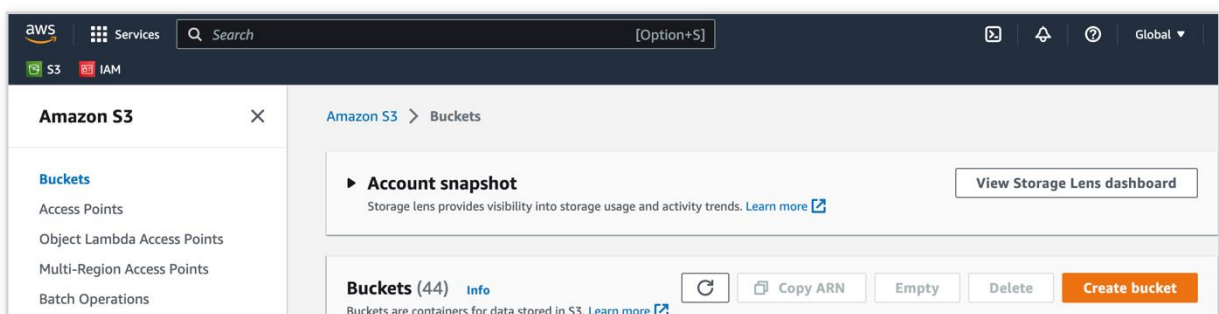 aws Services Search [Option+S] Global
S3 IAM
Amazon S3
Buckets
Access Points
Object Lambda Access Points
Multi-Region Access Points
Batch Operations
Amazon S3 > Buckets
Account snapshot
Storage lens provides visibility into storage usage and activity trends. Learn more
View Storage Lens dashboard
Buckets (44) Info
Buckets are containers for data stored in S3. Learn more
Copy ARN Empty Delete Create bucket